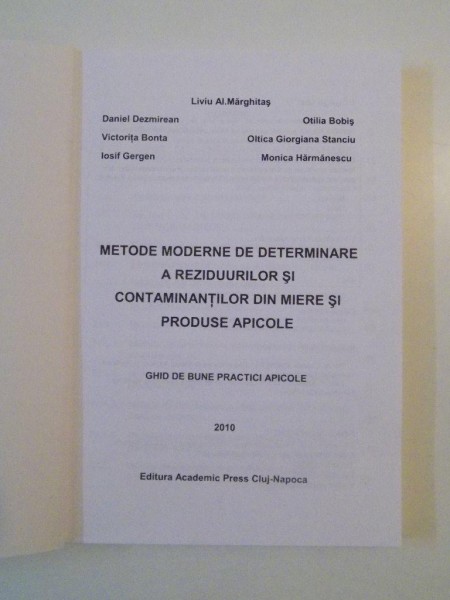 Liviu Al.Mărghitaş
Daniel Dezmirean Otilia Bobiş
Victoriţa Bonta Oltica Giorgiana Stanciu
Iosif Gergen Monica Hărmănescu
METODE MODERNE DE DETERMINARE
A REZIDUURILOR ŞI
CONTAMINANŢILOR DIN MIERE ŞI
PRODUSE APICOLE
GHID DE BUNE PRACTICI APICOLE
2010
Editura Academic Press Cluj-Napoca